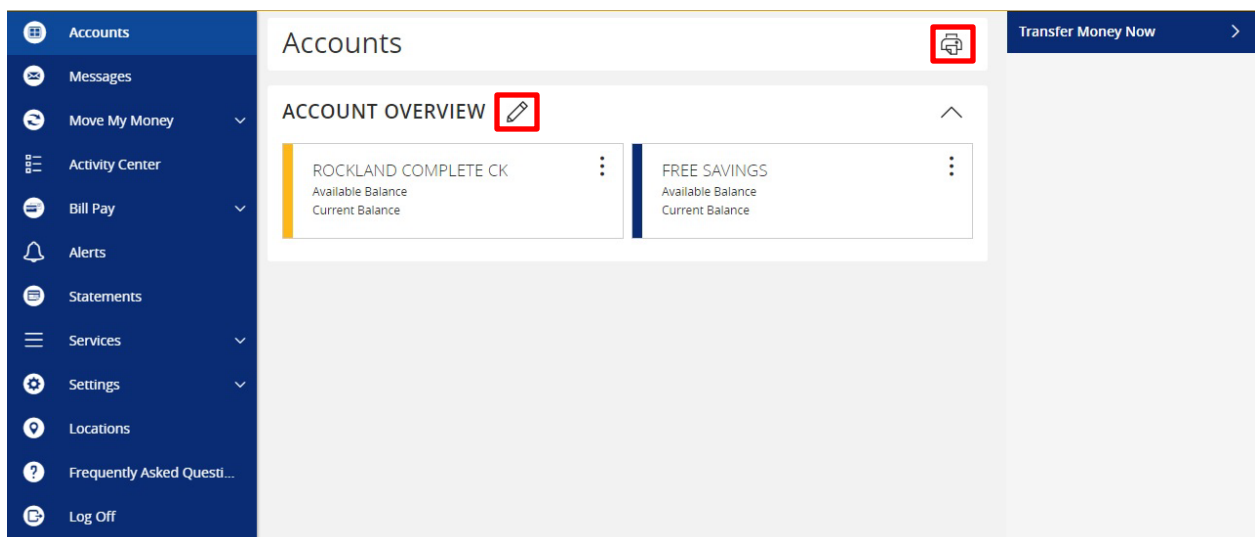 Accounts
Messages
Move My Money
Activity Center
Bill Pay
Alerts
Statements
Services
Settings
Locations
Frequently Asked Questi...
Log Off
Accounts
ACCOUNT OVERVIEW
ROCKLAND COMPLETE CK
Available Balance
Current Balance
FREE SAVINGS
Available Balance
Current Balance
Transfer Money Now